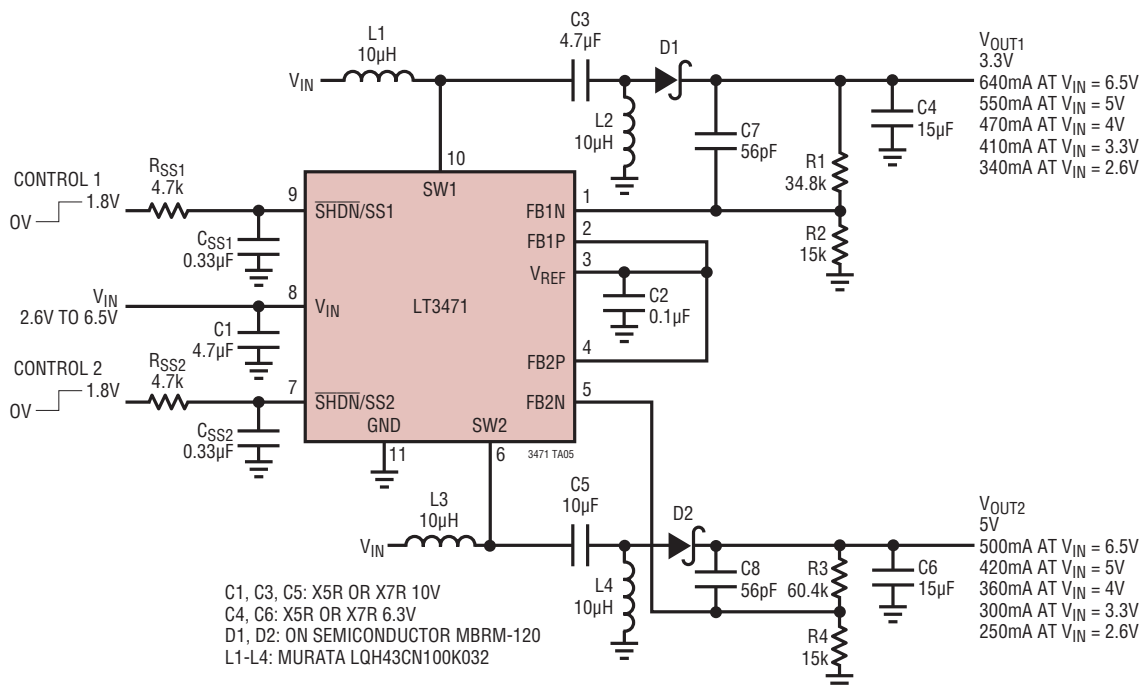 L1
10µH
C3
4.7µF
D1
VIN
L2
10µH
C7
56pF
R1
34.8k
C4
15µF
VOUT1
3.3V
640mA AT VIN = 6.5V
550mA AT VIN = 5V
470mA AT VIN = 4V
410mA AT VIN = 3.3V
340mA AT VIN = 2.6V
R2
15k
CONTROL 1
0V
1.8V
RSS1
4.7k
CSS1
0.33µF
VIN
2.6V TO 6.5V
C1
4.7µF
CONTROL 2
0V
1.8V
RSS2
4.7k
CSS2
0.33µF
10
SW1
9
SHDN/SS1
8
VIN
7
SHDN/SS2
LT3471
FB1N
1
FB1P
2
VREF
3
FB2P
4
FB2N
5
C2
0.1µF
GND
11
SW2
6
3471 TA05
L3
10µH
C5
10µF
D2
VIN
L4
10µH
C8
56pF
R3
60.4k
C6
15µF
R4
15k
VOUT2
5V
500mA AT VIN = 6.5V
420mA AT VIN = 5V
360mA AT VIN = 4V
300mA AT VIN = 3.3V
250mA AT VIN = 2.6V
C1, C3, C5: X5R OR X7R 10V
C4, C6: X5R OR X7R 6.3V
D1, D2: ON SEMICONDUCTOR MBRM-120
L1-L4: MURATA LQH43CN100K032